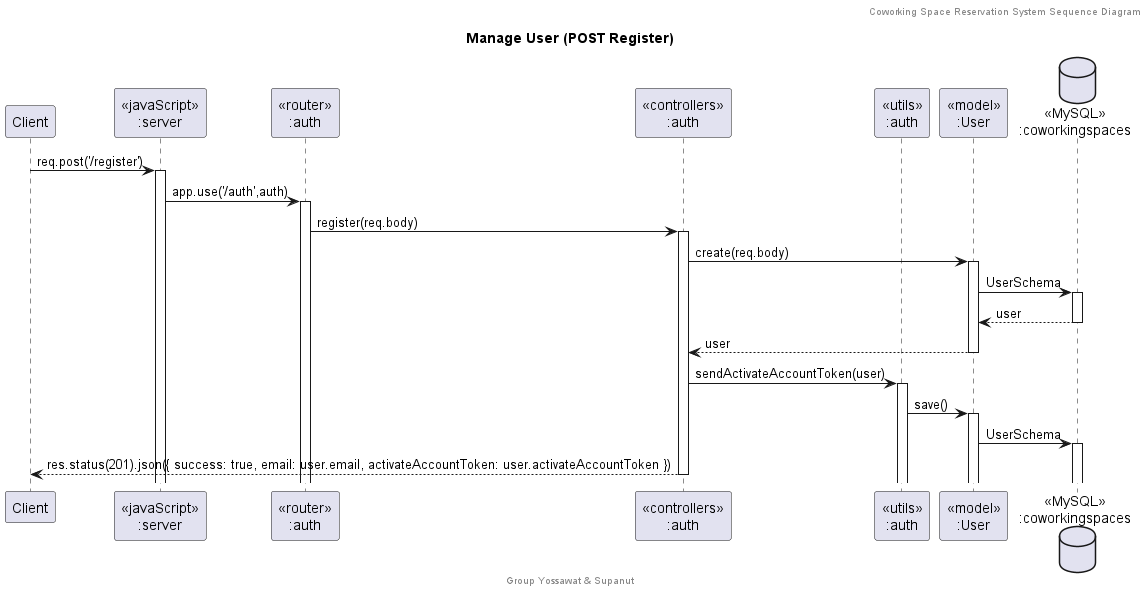 Coworking Space Reservation System Sequence Diagram
Manage User (POST Register)
Client
«javaScript»
:server
«router»
:auth
«controllers»
:auth
«utils»
:auth
«model»
:User
«MySQL»
:coworkingspaces
req.post('/register')
app.use('/auth',auth)
register(req.body)
create(req.body)
UserSchema
user
user
sendActivateAccountToken(user)
save()
UserSchema
res.status(201).json({ success: true, email: user.email, activateAccountToken: user.activateAccountToken })
Client
«javaScript»
:server
«router»
:auth
«controllers»
:auth
«utils»
:auth
«model»
:User
«MySQL»
:coworkingspaces
Group Yossawat & Supanut